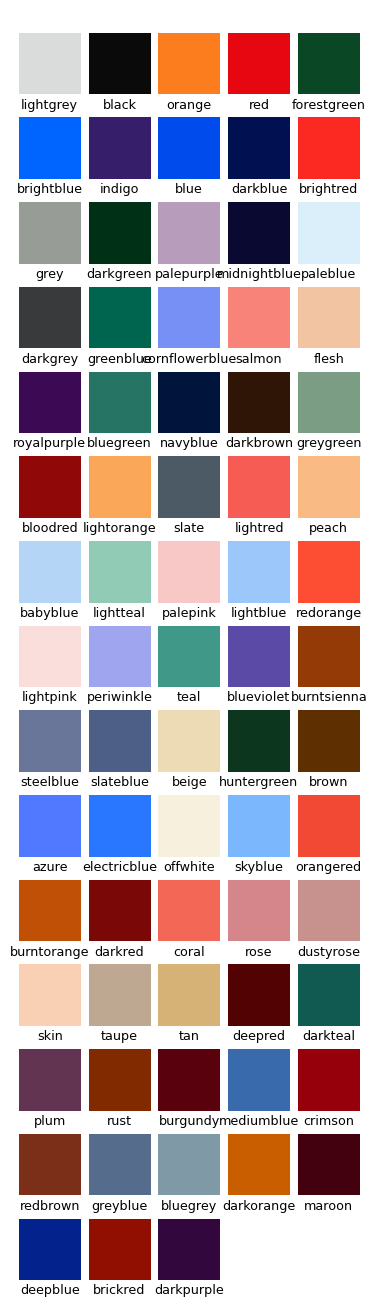 lightgrey black orange red forestgreen
brightblue indigo blue darkblue brightred
grey darkgreen palepurple midnightblue paleblue
darkgrey greenblue cornflowerblue salmon flesh
royalpurple bluegreen navyblue darkbrown greygreen
bloodred lightorange slate lightred peach
babyblue lightteal palepink lightblue redorange
lightpink periwinkle teal blueviolet burntsienna
steelblue slateblue beige huntergreen brown
azure electricblue offwhite skyblue orangered
burntorange darkred coral rose dustyrose
skin taupe tan deepred darkteal
plum rust burgundy mediumblue crimson
redbrown greyblue bluegrey darkorange maroon
deepblue brickred darkpurple